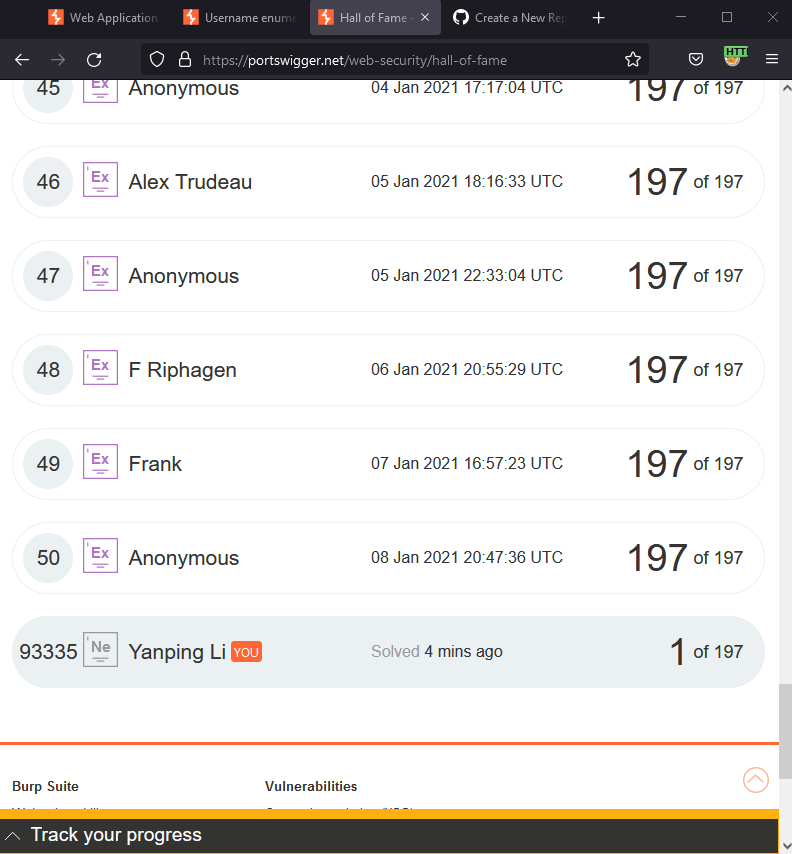 Web Application
Username enume
Hall of Fame -
Create a New Rep
https://portswigger.net/web-security/hall-of-fame
45 Ex Anonymous 04 Jan 2021 17:17:04 UTC 197 of 197
46 Ex Alex Trudeau 05 Jan 2021 18:16:33 UTC 197 of 197
47 Ex Anonymous 05 Jan 2021 22:33:04 UTC 197 of 197
48 Ex F Riphagen 06 Jan 2021 20:55:29 UTC 197 of 197
49 Ex Frank 07 Jan 2021 16:57:23 UTC 197 of 197
50 Ex Anonymous 08 Jan 2021 20:47:36 UTC 197 of 197
93335 Ne Yanping Li YOU Solved 4 mins ago 1 of 197
Burp Suite Vulnerabilities
Track your progress